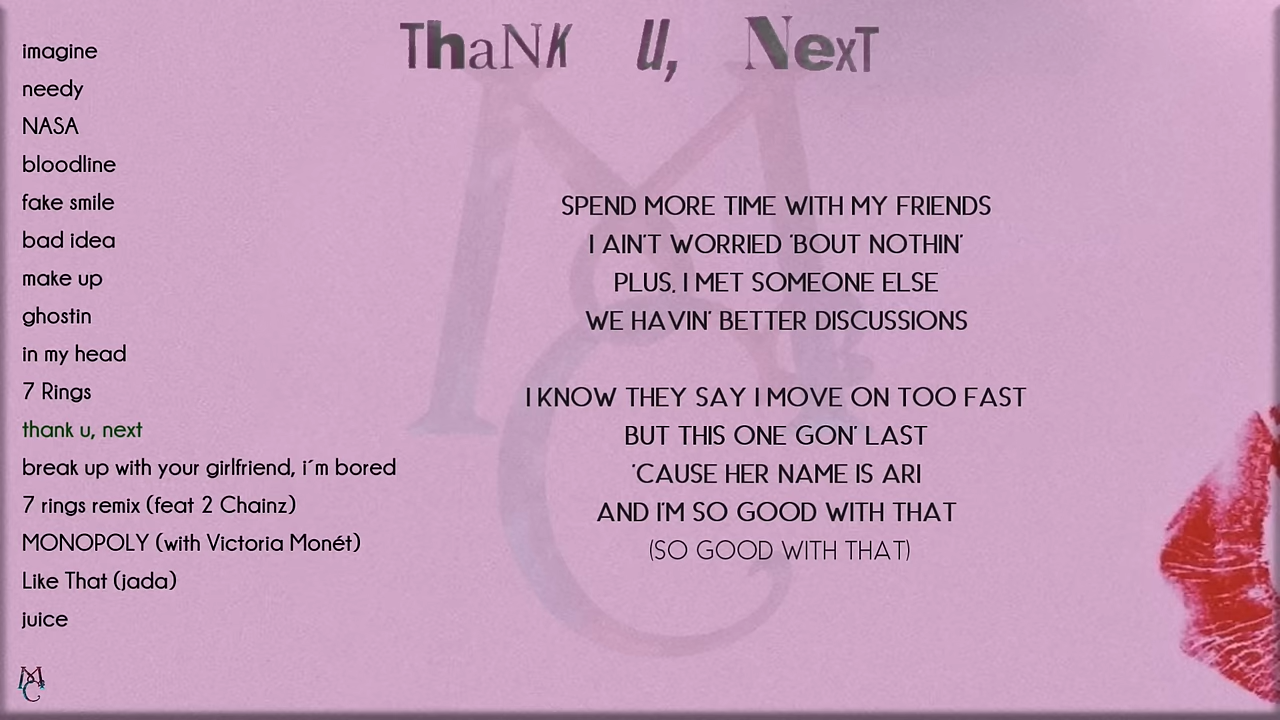 ThaNK U, NexT
imagine
needy
NASA
bloodline
fake smile
bad idea
make up
ghostin
in my head
7 Rings
thank u, next
break up with your girlfriend, i´m bored
7 rings remix (feat 2 Chainz)
MONOPOLY (with Victoria Monét)
Like That (jada)
juice
SPEND MORE TIME WITH MY FRIENDS
I AIN'T WORRIED 'BOUT NOTHIN'
PLUS, I MET SOMEONE ELSE
WE HAVIN' BETTER DISCUSSIONS
I KNOW THEY SAY I MOVE ON TOO FAST
BUT THIS ONE GON' LAST
'CAUSE HER NAME IS ARI
AND I'M SO GOOD WITH THAT
(SO GOOD WITH THAT)
MC